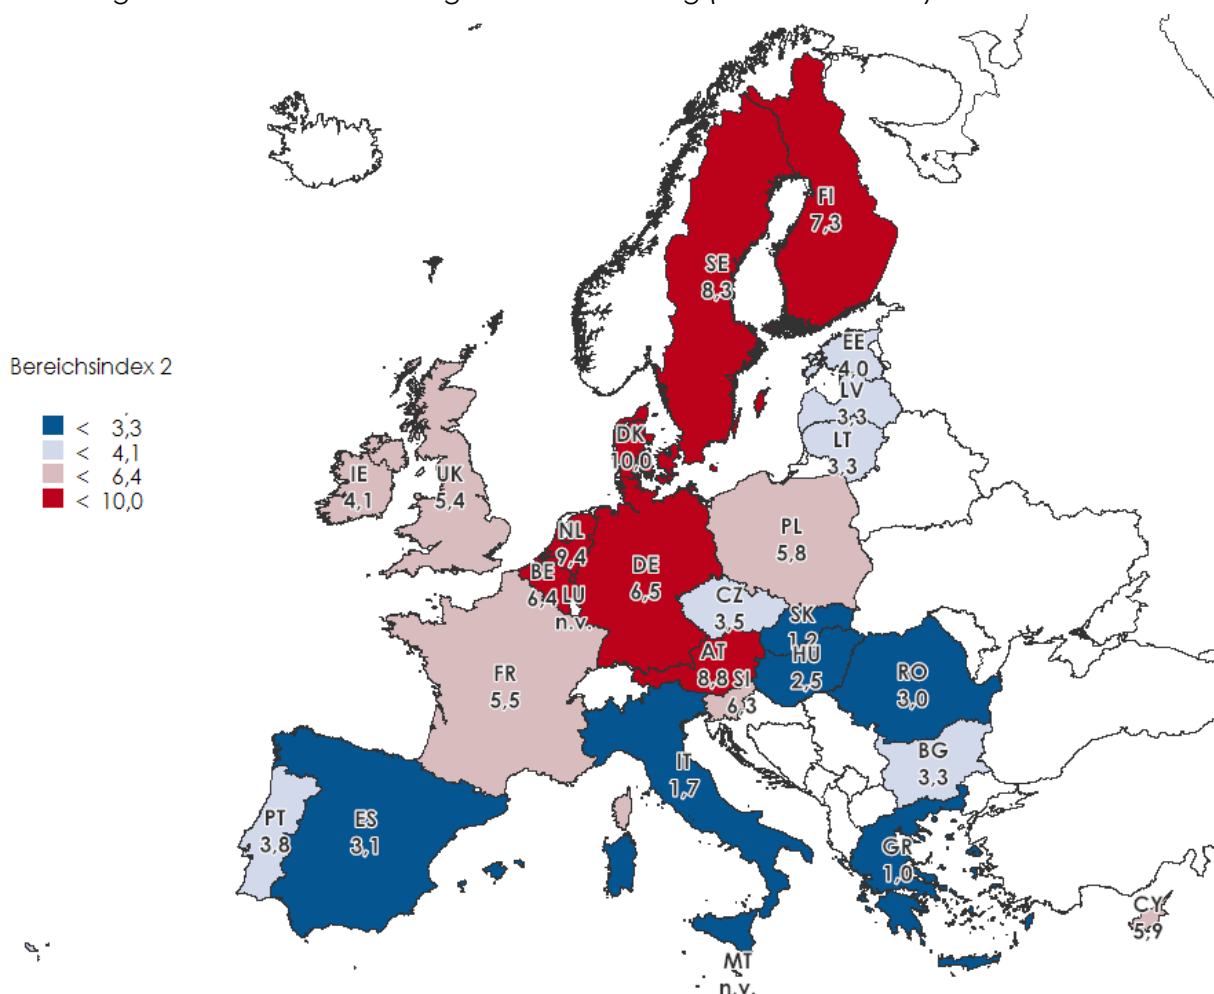 Bereichsindex 2
< 3,3
< 4,1
< 6,4
< 10,0
FI
7,3
SE
8,3
EE
4,0
LV
3,3
LT
3,3
DK
10,0
IE
4,1
UK
5,4
NL
9,4
BE
6,4
LU
n.v.
DE
6,5
PL
5,8
CZ
3,5
SK
1,2
HU
2,5
AT
8,8
SI
6,3
FR
5,5
RO
3,0
BG
3,3
IT
1,7
PT
3,8
ES
3,1
GR
1,0
CY
5,9
MT
n.v.